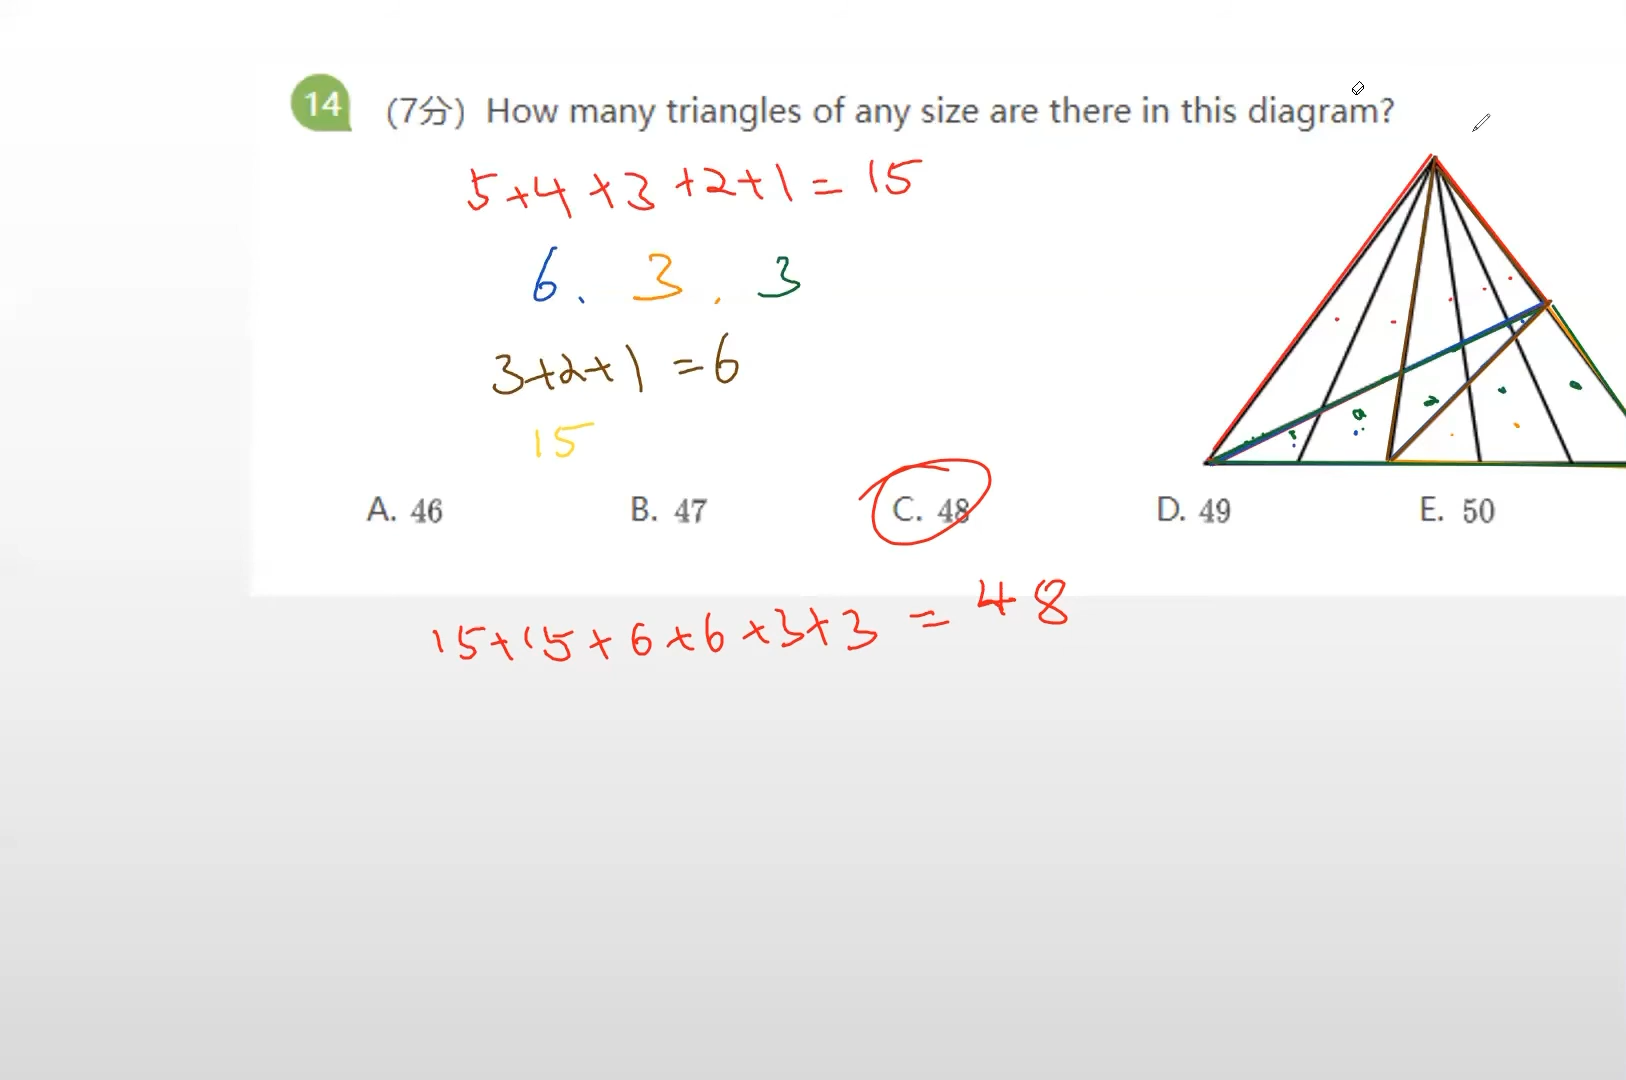 14 (7分) How many triangles of any size are there in this diagram?
5+4+3+2+1=15
6. 3. 3
3+2+1=6
15
A. 46 B. 47 C. 48 D. 49 E. 50
15+15+6+6+3+3=48